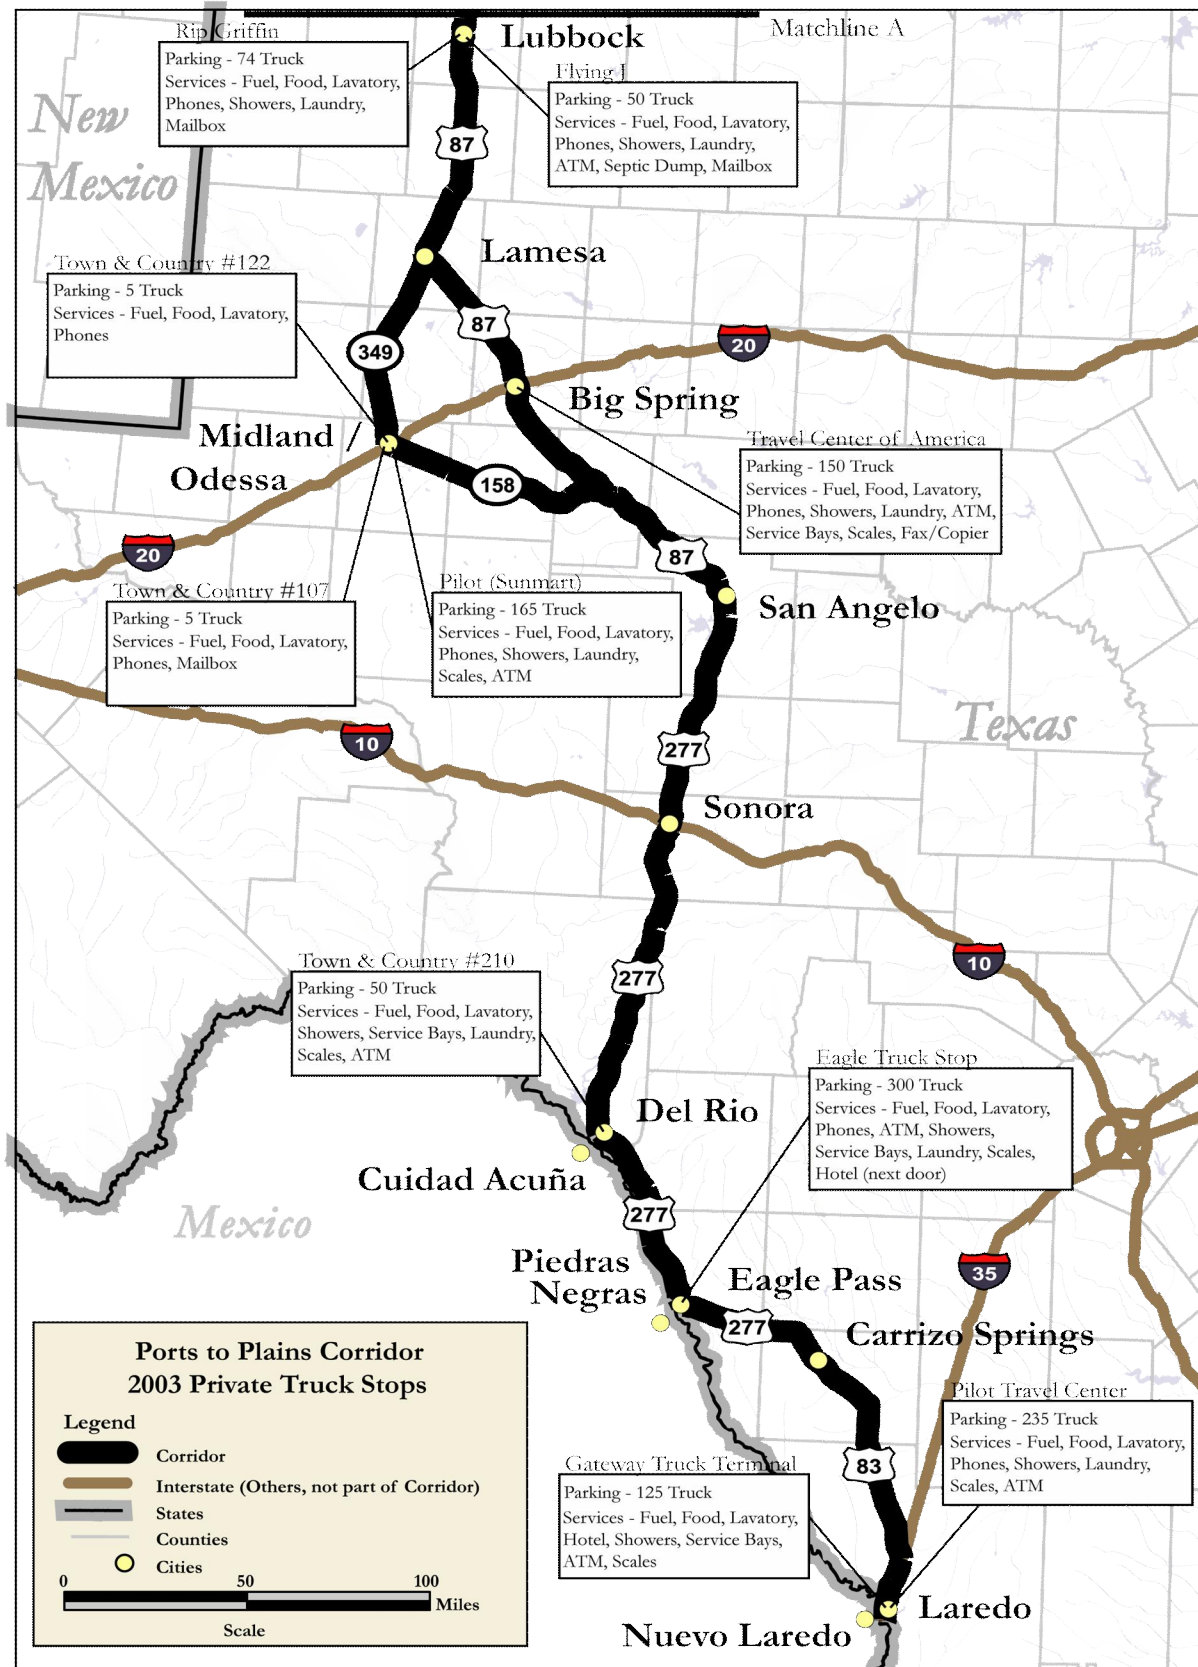 Matchline A
Lubbock
Rip Griffin
Parking - 74 Truck
Services - Fuel, Food, Lavatory,
Phones, Showers, Laundry,
Mailbox
Flying J
Parking - 50 Truck
Services - Fuel, Food, Lavatory,
Phones, Showers, Laundry,
ATM, Septic Dump, Mailbox
New
Mexico
87
Lamesa
Town & Country #122
Parking - 5 Truck
Services - Fuel, Food, Lavatory,
Phones
87
349
20
Big Spring
Midland /
Odessa
Travel Center of America
Parking - 150 Truck
Services - Fuel, Food, Lavatory,
Phones, Showers, Laundry, ATM,
Service Bays, Scales, Fax/Copier
158
20
87
Town & Country #107
Parking - 5 Truck
Services - Fuel, Food, Lavatory,
Phones, Mailbox
Pilot (Sunmart)
Parking - 165 Truck
Services - Fuel, Food, Lavatory,
Phones, Showers, Laundry,
Scales, ATM
San Angelo
Texas
10
277
Sonora
10
277
Town & Country #210
Parking - 50 Truck
Services - Fuel, Food, Lavatory,
Showers, Service Bays, Laundry,
Scales, ATM
Eagle Truck Stop
Parking - 300 Truck
Services - Fuel, Food, Lavatory,
Phones, ATM, Showers,
Service Bays, Laundry, Scales,
Hotel (next door)
Del Rio
Cuidad Acuña
Mexico
277
Piedras
Negras
Eagle Pass
35
277
Carrizo Springs
Pilot Travel Center
Parking - 235 Truck
Services - Fuel, Food, Lavatory,
Phones, Showers, Laundry,
Scales, ATM
83
Gateway Truck Terminal
Parking - 125 Truck
Services - Fuel, Food, Lavatory,
Hotel, Showers, Service Bays,
ATM, Scales
Laredo
Nuevo Laredo
Ports to Plains Corridor
2003 Private Truck Stops
Legend
Corridor
Interstate (Others, not part of Corridor)
States
Counties
Cities
0 50 100
Miles
Scale